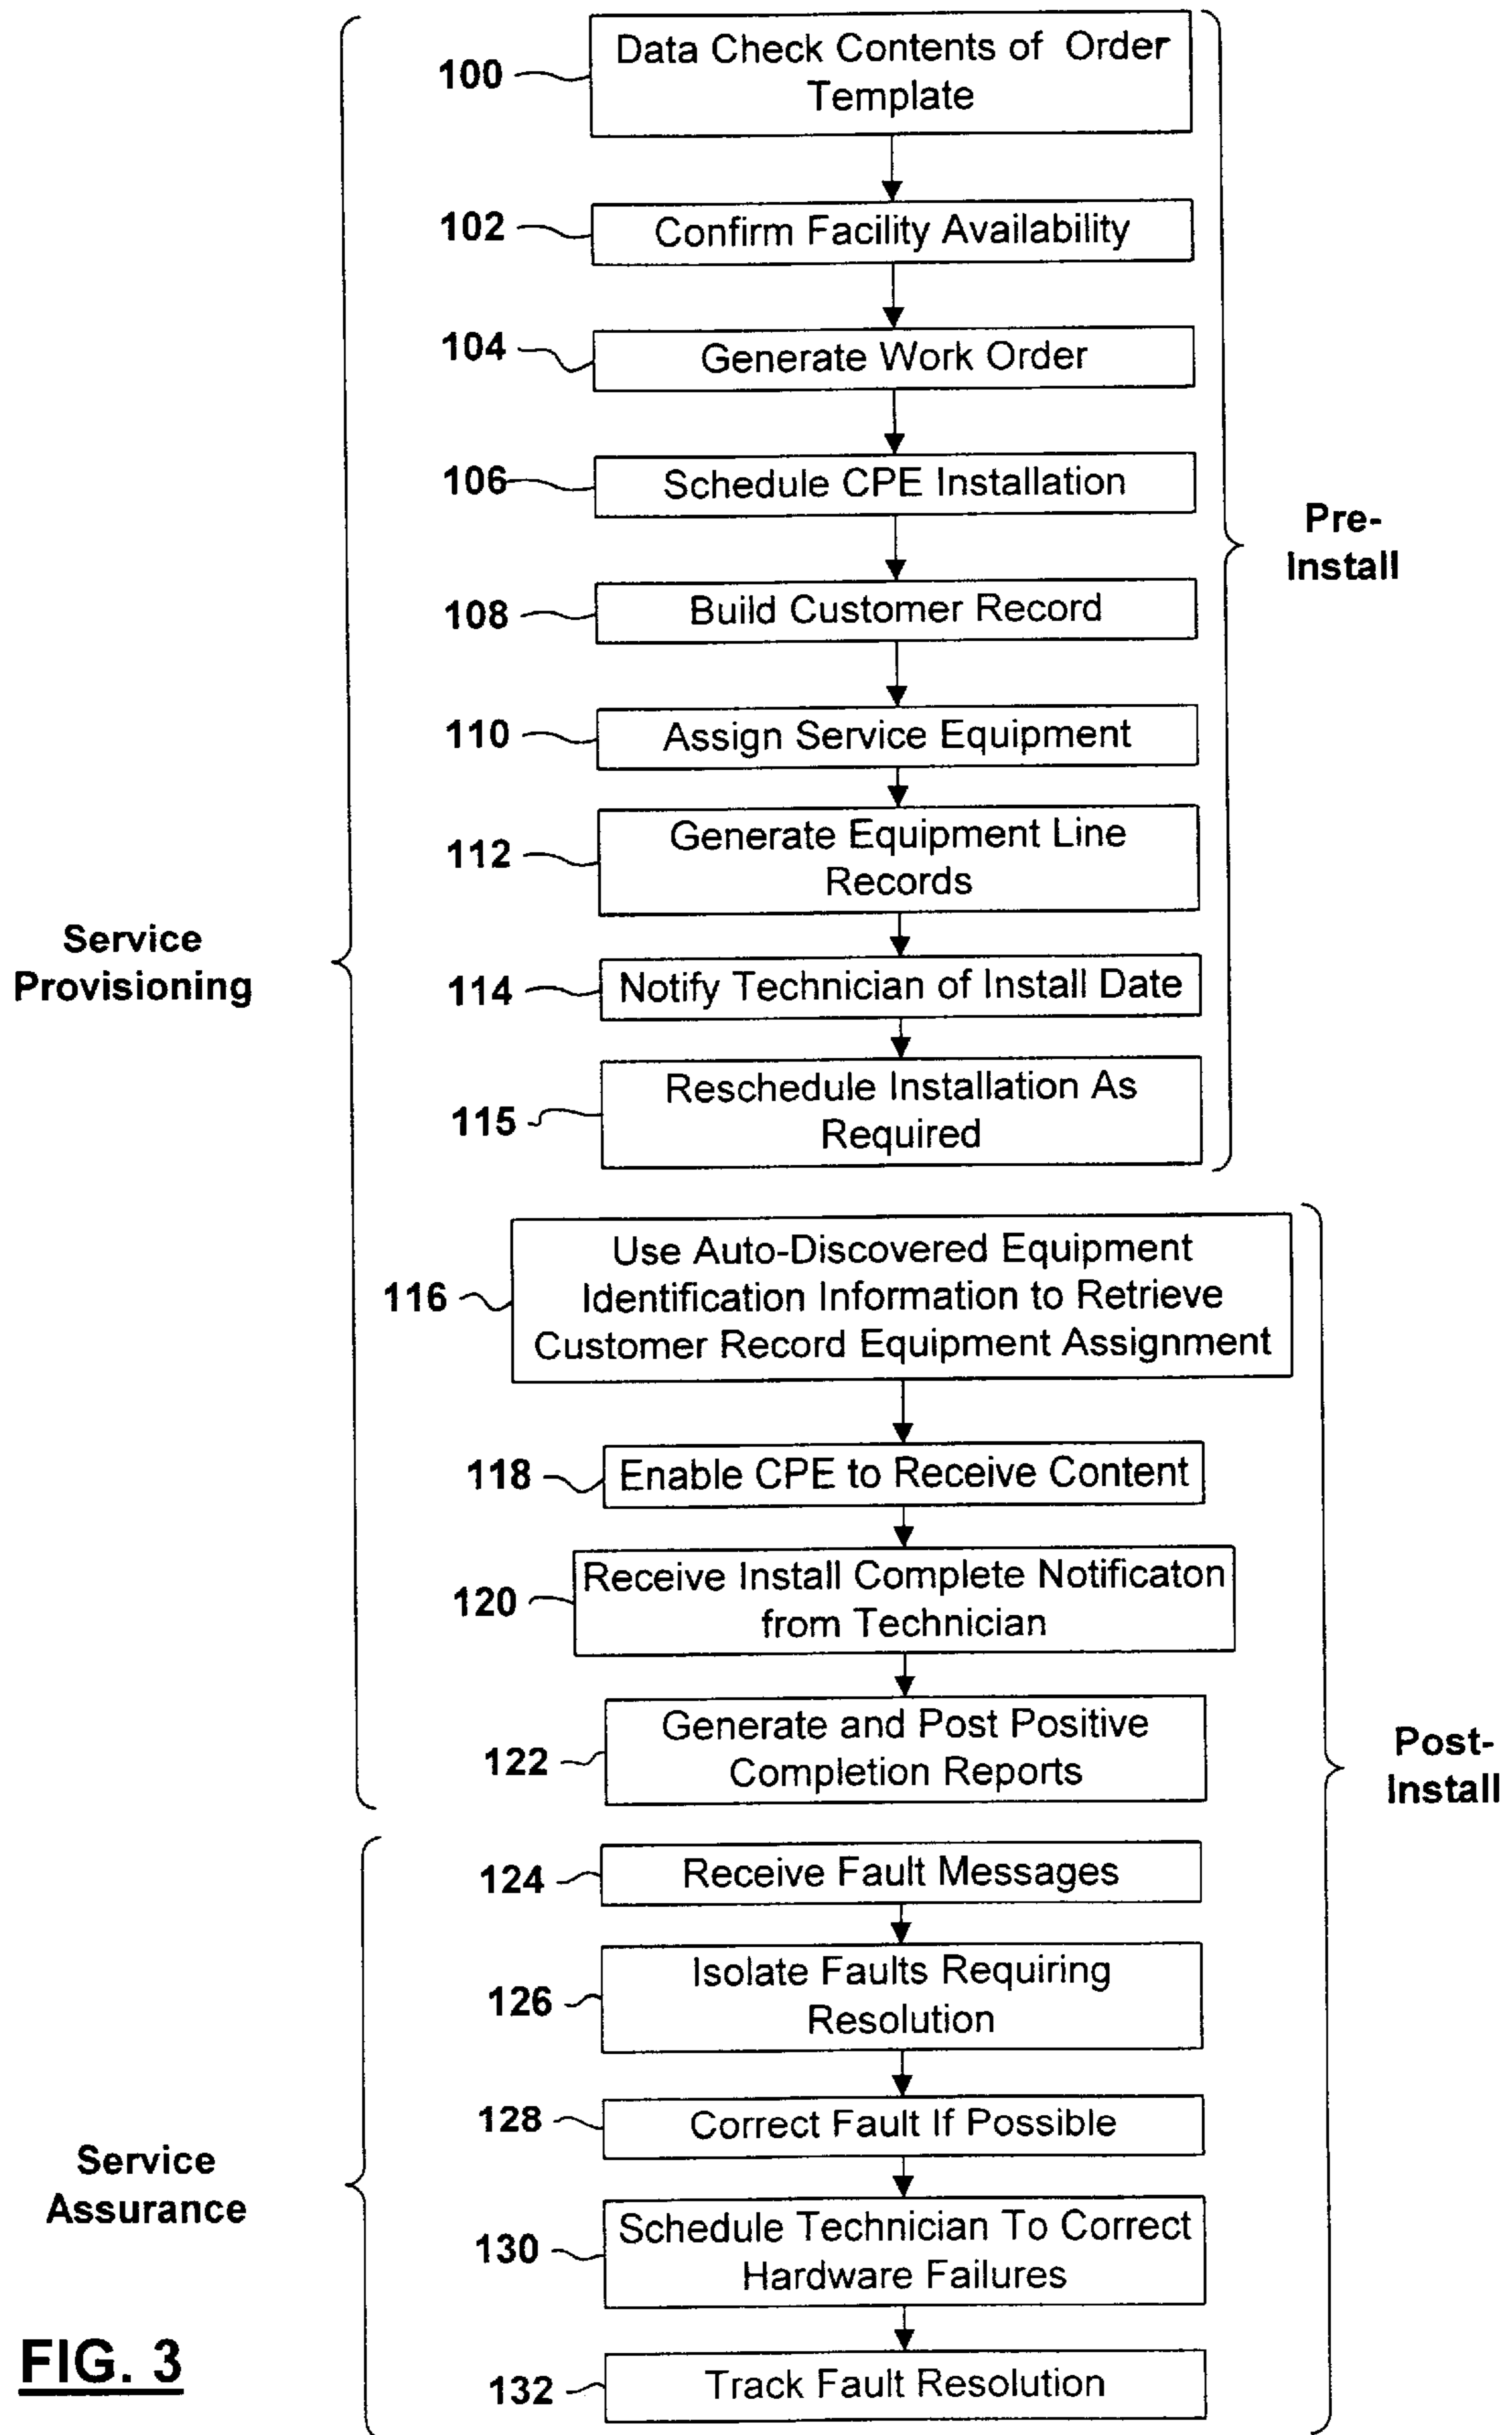 100
Data Check Contents of Order
Template
102
Confirm Facility Availability
104
Generate Work Order
106
Schedule CPE Installation
Pre-
Install
108
Build Customer Record
110
Assign Service Equipment
112
Generate Equipment Line
Records
Service
Provisioning
114
Notify Technician of Install Date
115
Reschedule Installation As
Required
116
Use Auto-Discovered Equipment
Identification Information to Retrieve
Customer Record Equipment Assignment
118
Enable CPE to Receive Content
120
Receive Install Complete Notificaton
from Technician
122
Generate and Post Positive
Completion Reports
Post-
Install
124
Receive Fault Messages
126
Isolate Faults Requiring
Resolution
128
Correct Fault If Possible
Service
Assurance
130
Schedule Technician To Correct
Hardware Failures
132
Track Fault Resolution
FIG. 3